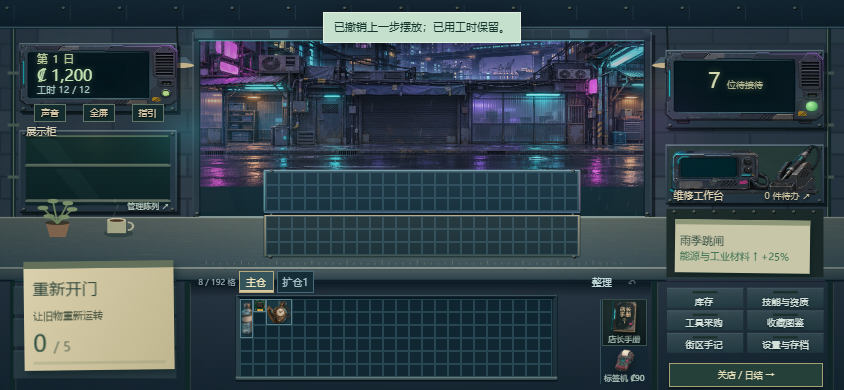 已撤销上一步摆放；已用工时保留。
第 1 日
₡ 1,200
工时 12 / 12
声音
全屏
指引
展示柜
管理陈列 ↗
7 位待接待
维修工作台
0 件待办 ↗
雨季跳闸
能源与工业材料↑+25%
重新开门
让旧物重新运转
0 / 5
8 / 192 格
主仓
扩仓1
整理
店长手册
店长手册
标签机 ₡90
库存
技能与资质
工具采购
收藏图鉴
街区手记
设置与存档
关店 / 日结 →